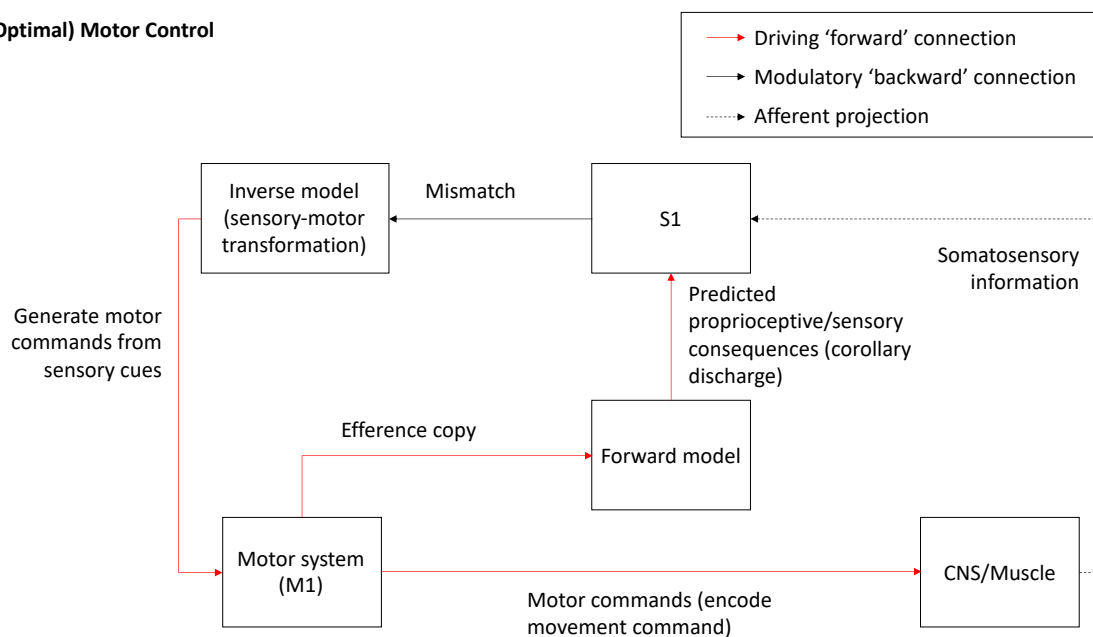 Optimal) Motor Control
Driving ‘forward’ connection
Modulatory ‘backward’ connection
Afferent projection
Inverse model
(sensory-motor
transformation)
Mismatch
S1
Somatosensory
information
Generate motor
commands from
sensory cues
Predicted
proprioceptive/sensory
consequences (corollary
discharge)
Efference copy
Forward model
Motor system
(M1)
CNS/Muscle
Motor commands (encode
movement command)